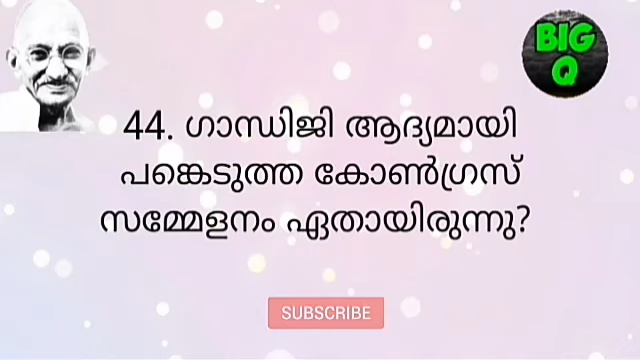 BIG
Q
44. ഗാന്ധിജി ആദ്യമായി
പങ്കെടുത്ത കോൺഗ്രസ്
സമ്മേളനം ഏതായിരുന്നു?
SUBSCRIBE